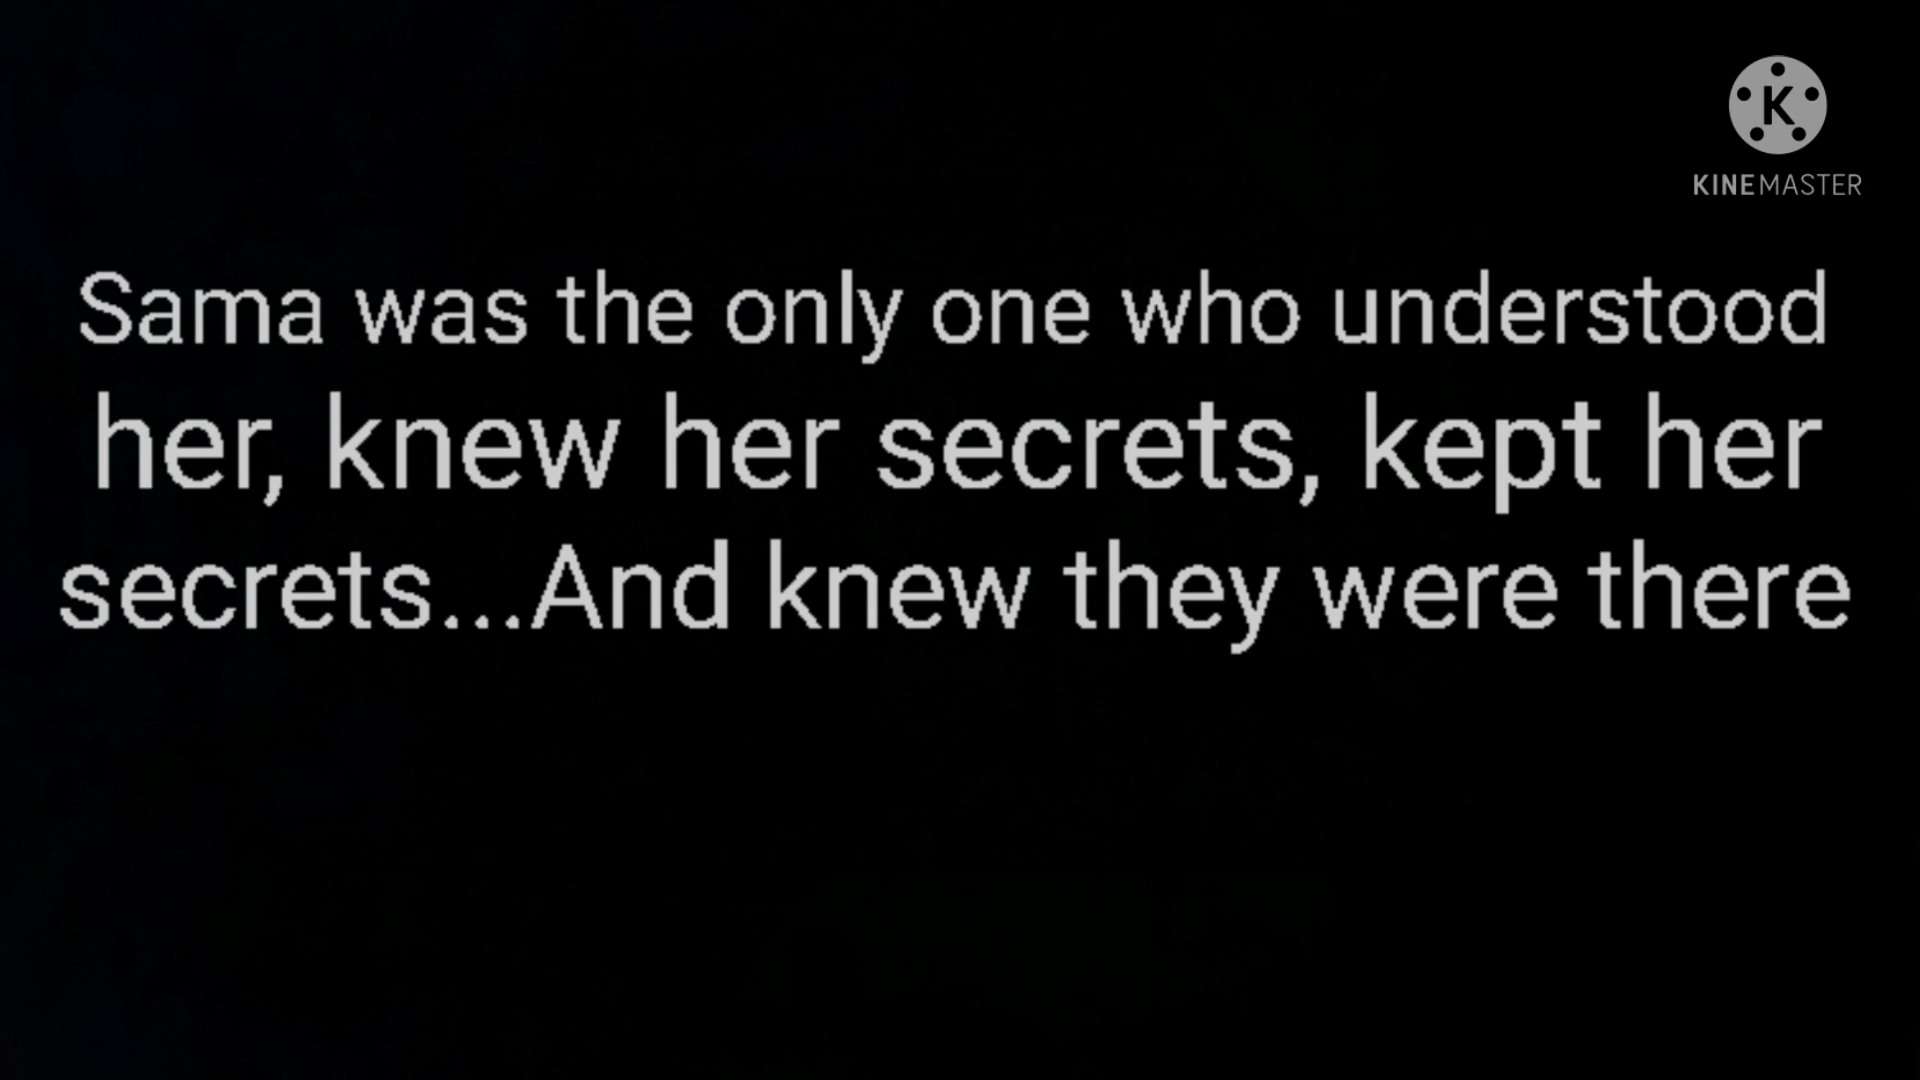 K
KINEMASTER
Sama was the only one who understood
her, knew her secrets, kept her
secrets...And knew they were there